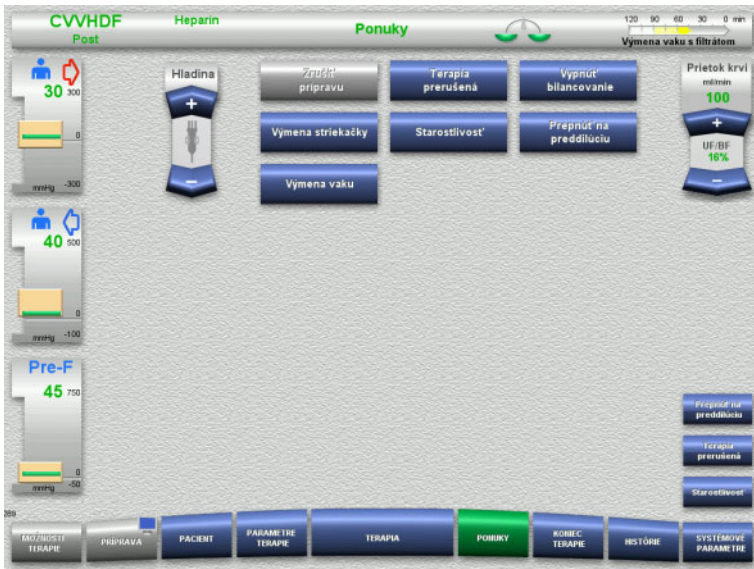 CVVHDF
Heparín
Post
Ponuky
120 90 60 30 0 min
Výmena vaku s filtrátom
30
300
0
mmHg -300
Hladina
+
−
Zrušiť
prípravu
Terapia
prerušená
Vypnúť
bilancovanie
Výmena striekačky
Starostlivosť
Prepnúť na
preddilúciu
Výmena vaku
Prietok krvi
ml/min
100
+
UF/BF
16%
−
40
500
0
mmHg -100
Pre-F
45
750
0
mmHg -50
Prepnúť na
preddilúciu
Terapia
prerušená
Starostlivosť
289
MOŽNOSTI
TERAPIE
PRÍPRAVA
PACIENT
PARAMETRE
TERAPIE
TERAPIA
PONUKY
KONIEC
TERAPIE
HISTÓRIE
SYSTÉMOVÉ
PARAMETRE